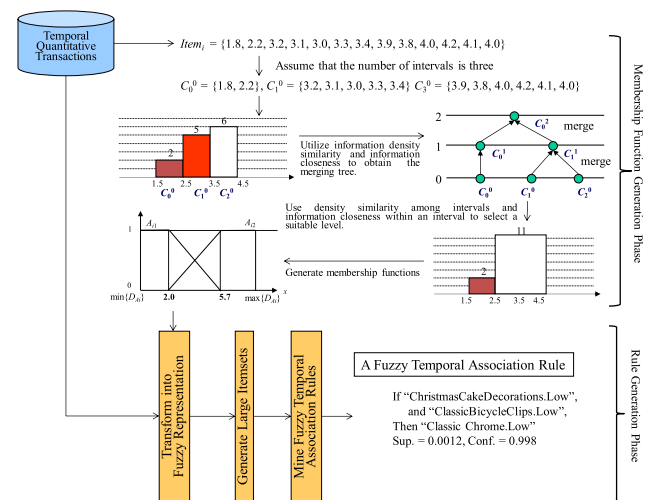 Temporal
Quantitative
Transactions
Item_i = {1.8, 2.2, 3.2, 3.1, 3.0, 3.3, 3.4, 3.9, 3.8, 4.0, 4.2, 4.1, 4.0}
Assume that the number of intervals is three
C_0^0 = {1.8, 2.2}, C_1^0 = {3.2, 3.1, 3.0, 3.3, 3.4} C_3^0 = {3.9, 3.8, 4.0, 4.2, 4.1, 4.0}
6
5
2
1.5 2.5 3.5 4.5
C_0^0 C_1^0 C_2^0
Utilize information density
similarity and information
closeness to obtain the
merging tree.
2
C_0^2
merge
1
C_0^1 C_1^1
merge
0
C_0^0 C_1^0 C_2^0
Use density similarity among intervals and
information closeness within an interval to select a
suitable level.
A_i1 A_i2
1
0
min{D_Ai} 2.0 5.7 max{D_Ai} x
Generate membership functions
11
2
1.5 2.5 3.5 4.5
Membership Function Generation Phase
Transform into
Fuzzy Representation
Generate Large Itemsets
Mine Fuzzy Temporal
Association Rules
A Fuzzy Temporal Association Rule
If “ChristmasCakeDecorations.Low”,
and “ClassicBicycleClips.Low”,
Then “Classic Chrome.Low”
Sup. = 0.0012, Conf. = 0.998
Rule Generation Phase